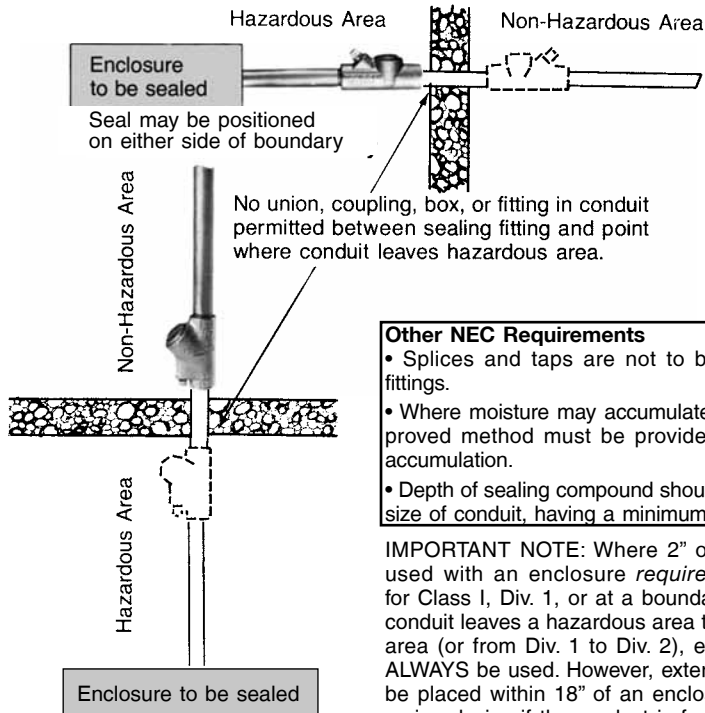 Hazardous Area
Non-Hazardous Area
Enclosure
to be sealed
Seal may be positioned
on either side of boundary
Non-Hazardous Area
No union, coupling, box, or fitting in conduit
permitted between sealing fitting and point
where conduit leaves hazardous area.
Hazardous Area
Enclosure to be sealed
Other NEC Requirements
• Splices and taps are not to b
fittings.
• Where moisture may accumulate
proved method must be provide
accumulation.
• Depth of sealing compound shou
size of conduit, having a minimum
IMPORTANT NOTE: Where 2” o
used with an enclosure require
for Class I, Div. 1, or at a bounda
conduit leaves a hazardous area t
area (or from Div. 1 to Div. 2), e
ALWAYS be used. However, exter
be placed within 18” of an enclo